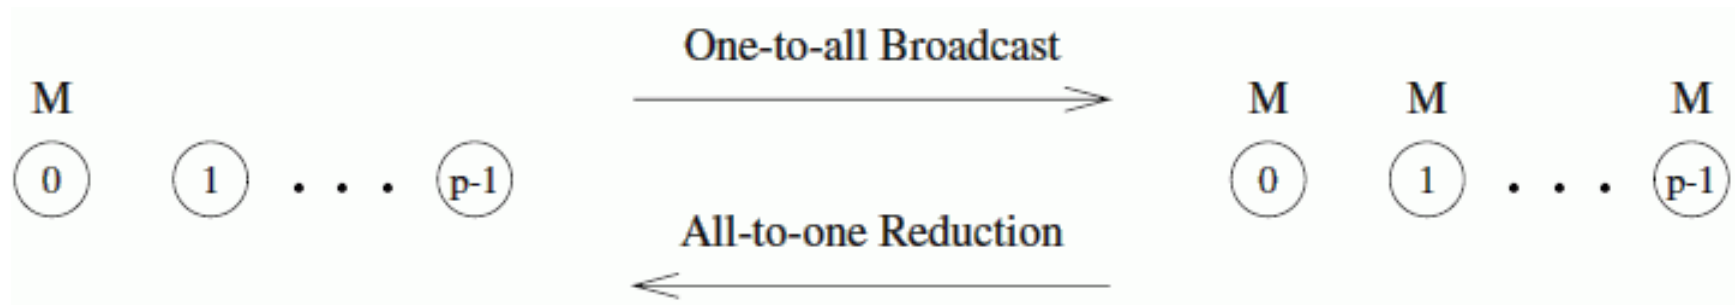 One-to-all Broadcast
M M M M
0 1 . . . p-1 0 1 . . . p-1
All-to-one Reduction